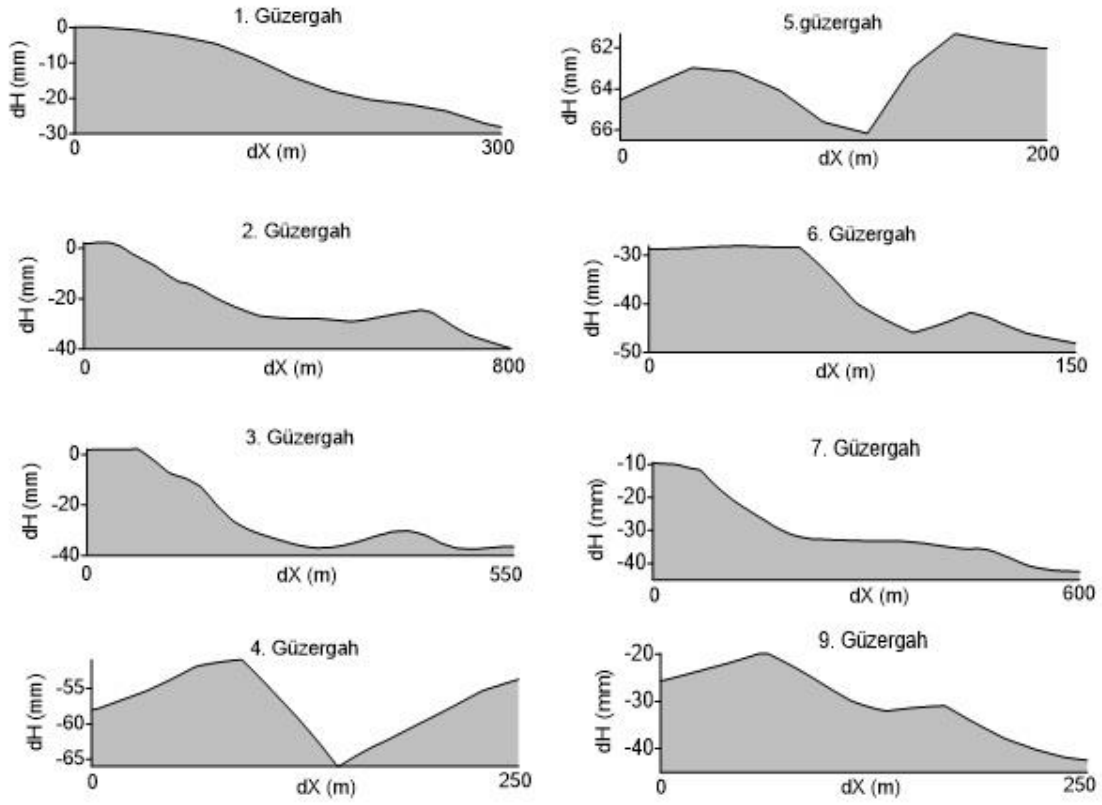 1. Güzergah
0
-10
-20
-30
dH (mm)
0
300
dX (m)
2. Güzergah
0
-20
-40
dH (mm)
0
800
dX (m)
3. Güzergah
0
-20
-40
dH (mm)
0
550
dX (m)
4. Güzergah
-55
-60
-65
dH (mm)
0
250
dX (m)
5.güzergah
62
64
66
dH (mm)
0
200
dX (m)
6. Güzergah
-30
-40
-50
dH (mm)
0
150
dX (m)
7. Güzergah
-10
-20
-30
-40
dH (mm)
0
600
dX (m)
9. Güzergah
-20
-30
-40
dH (mm)
0
250
dX (m)